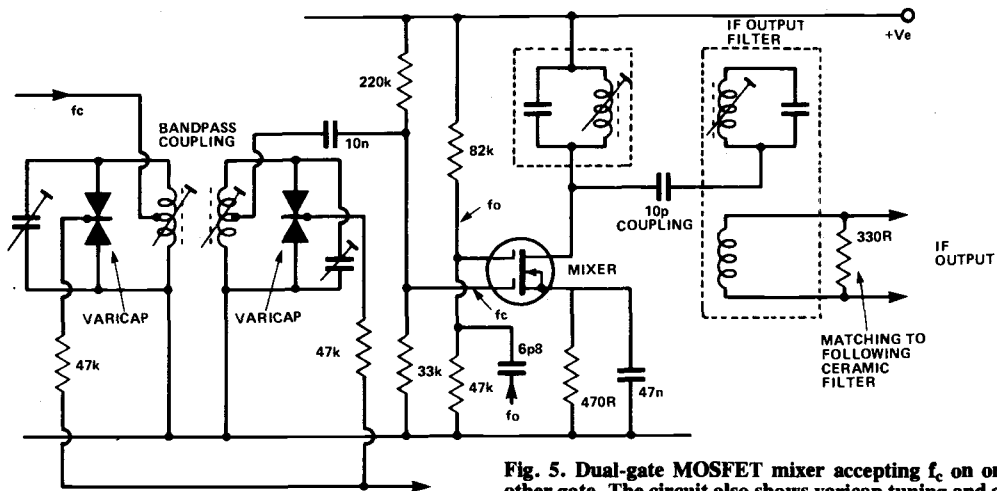 +Ve
IF OUTPUT
FILTER
220k
fc
BANDPASS
COUPLING
10n
82k
fo
10p
COUPLING
MIXER
330R
IF
OUTPUT
fc
VARICAP
VARICAP
6p8
MATCHING TO
FOLLOWING
CERAMIC
FILTER
47k
47k
33k
47k
fo
470R
47n
Fig. 5. Dual-gate MOSFET mixer accepting fc on on
other gate. The circuit also shows varicap tuning and